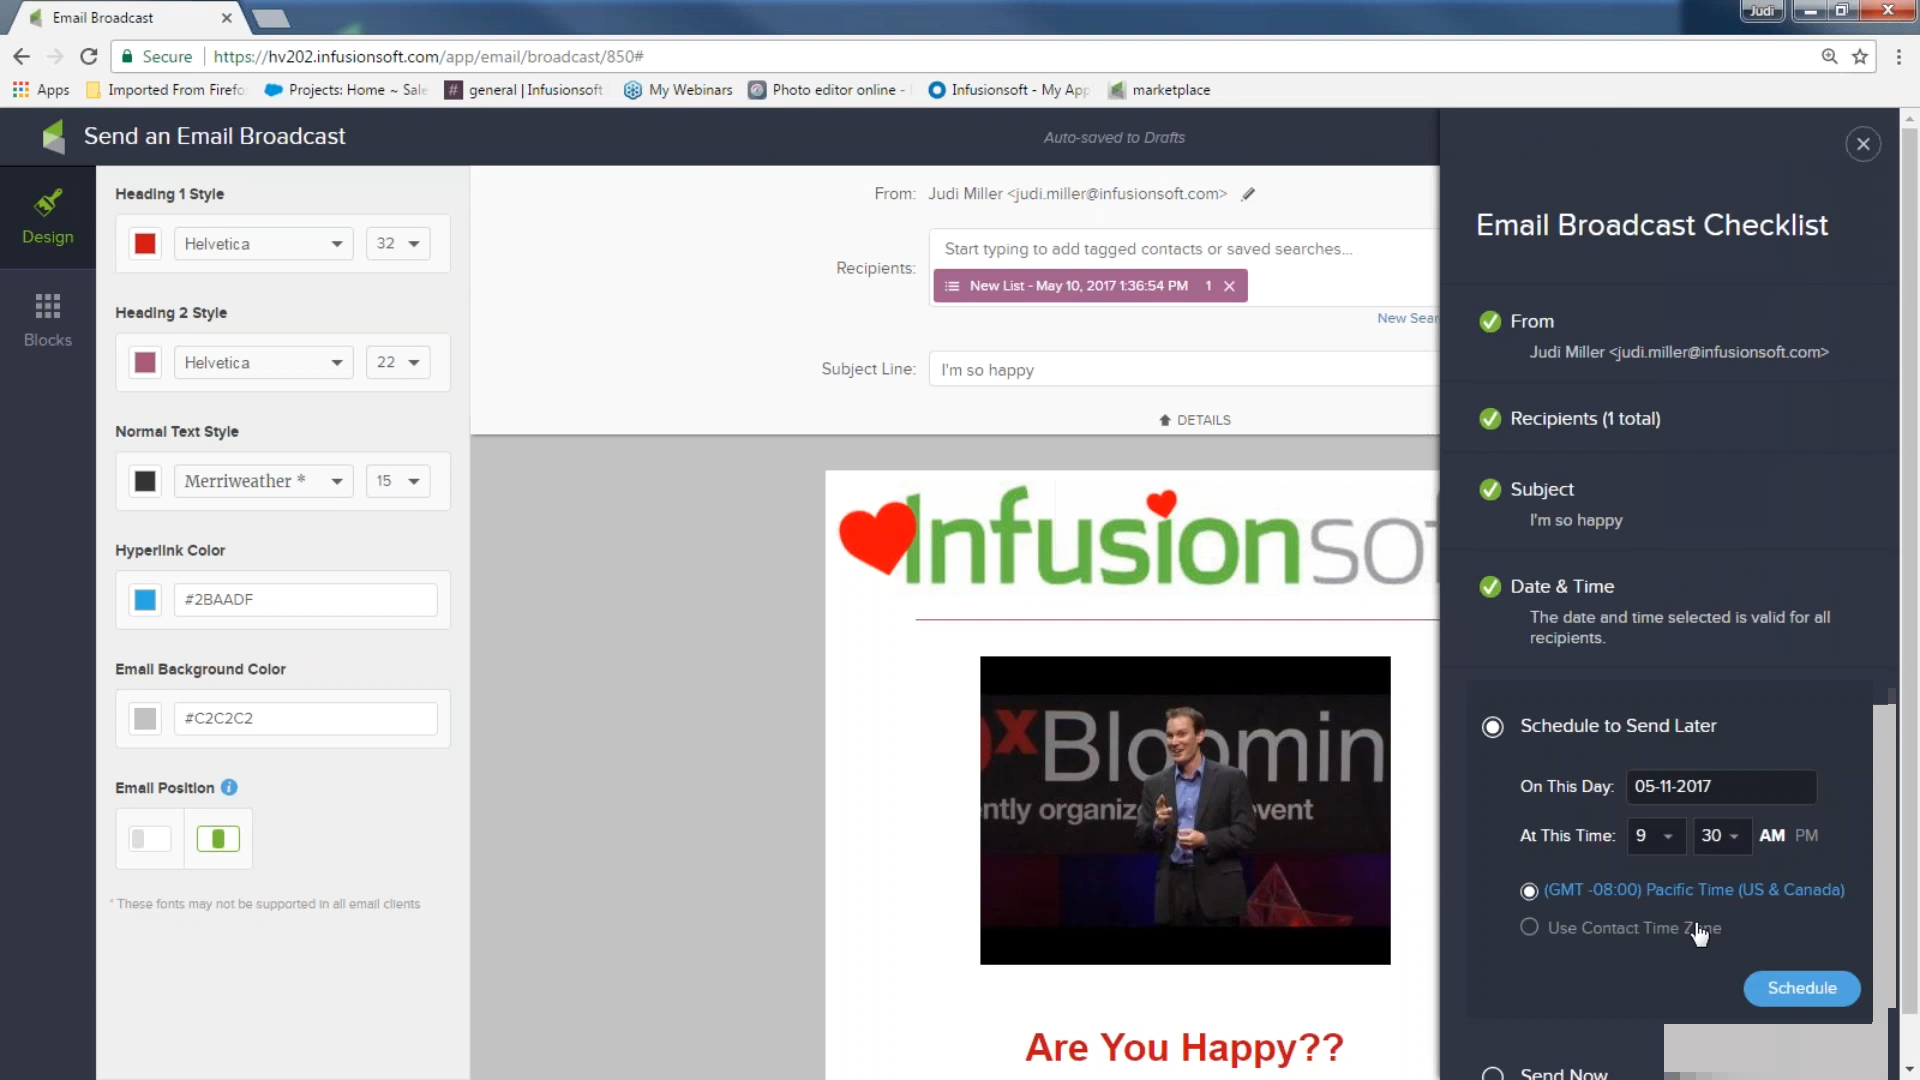 Email Broadcast
Judi
Secure
https://hv202.infusionsoft.com/app/email/broadcast/850#
Apps
Imported From Firefo
Projects: Home ~ Sale
# general | Infusionsoft
My Webinars
Photo editor online -
Infusionsoft - My App
marketplace
Send an Email Broadcast
Auto-saved to Drafts
Design
Blocks
Heading 1 Style
Helvetica
32
Heading 2 Style
Helvetica
22
Normal Text Style
Merriweather *
15
Hyperlink Color
#2BAADF
Email Background Color
#C2C2C2
Email Position
* These fonts may not be supported in all email clients
From: Judi Miller <judi.miller@infusionsoft.com>
Recipients:
Start typing to add tagged contacts or saved searches...
New List - May 10, 2017 1:36:54 PM 1
New Sear
Subject Line: I'm so happy
DETAILS
Infusionso
xBloomin
ntly organiz event
Are You Happy??
Email Broadcast Checklist
From
Judi Miller <judi.miller@infusionsoft.com>
Recipients (1 total)
Subject
I'm so happy
Date & Time
The date and time selected is valid for all
recipients.
Schedule to Send Later
On This Day: 05-11-2017
At This Time: 9 30 AM PM
(GMT -08:00) Pacific Time (US & Canada)
Use Contact Time Zone
Schedule
Send Now